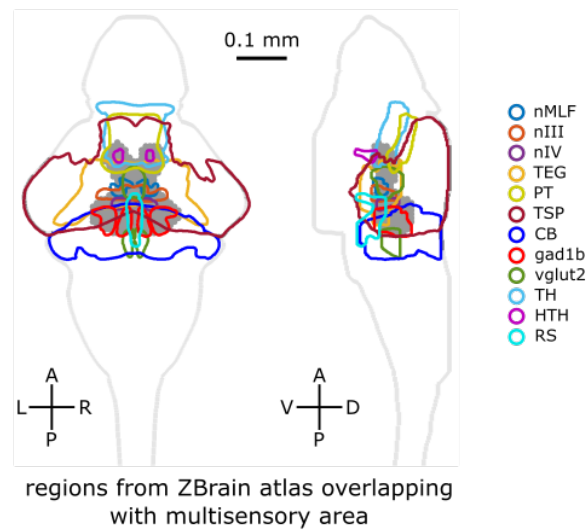 0.1 mm
nMLF
nIII
nIV
TEG
PT
TSP
CB
gad1b
vglut2
TH
HTH
RS
A
L R
P
A
V D
P
regions from ZBrain atlas overlapping
with multisensory area